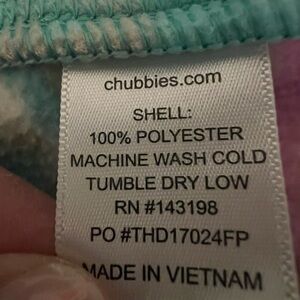 chubbies.com
SHELL:
100% POLYESTER
MACHINE WASH COLD
TUMBLE DRY LOW
RN #143198
PO #THD17024FP
MADE IN VIETNAM